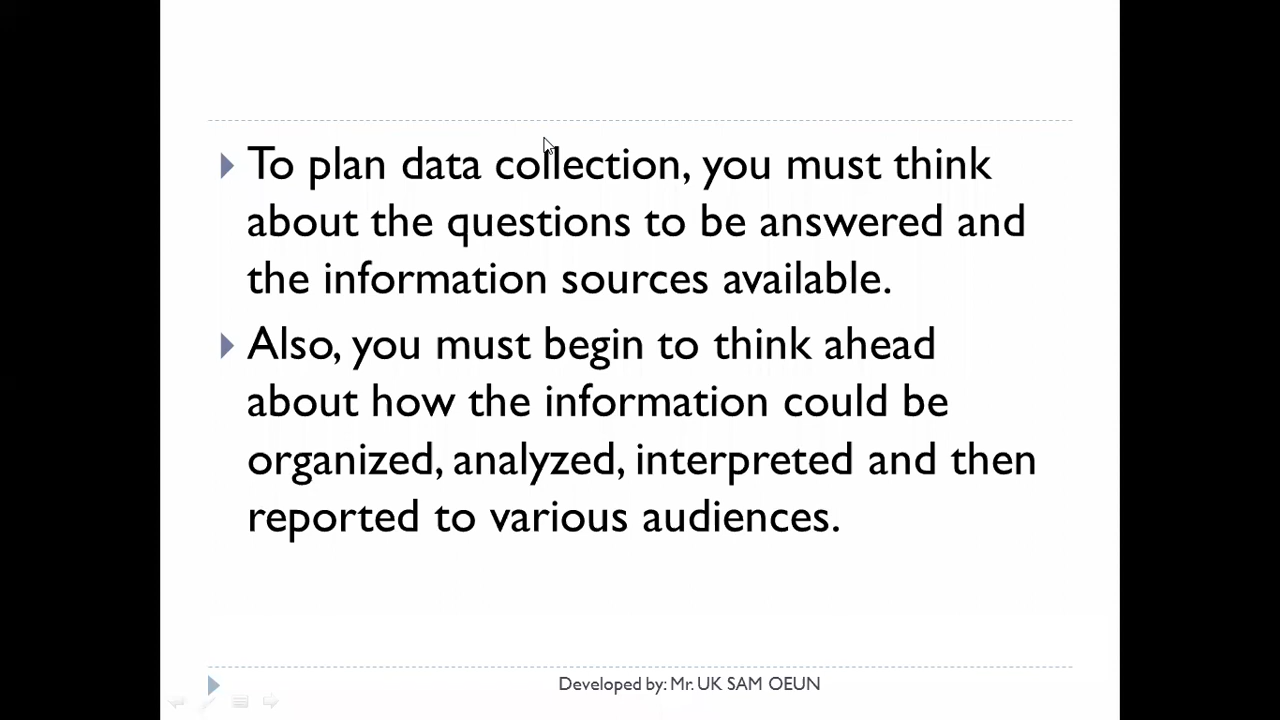 To plan data collection, you must think
about the questions to be answered and
the information sources available.
Also, you must begin to think ahead
about how the information could be
organized, analyzed, interpreted and then
reported to various audiences.
Developed by: Mr. UK SAM OEUN